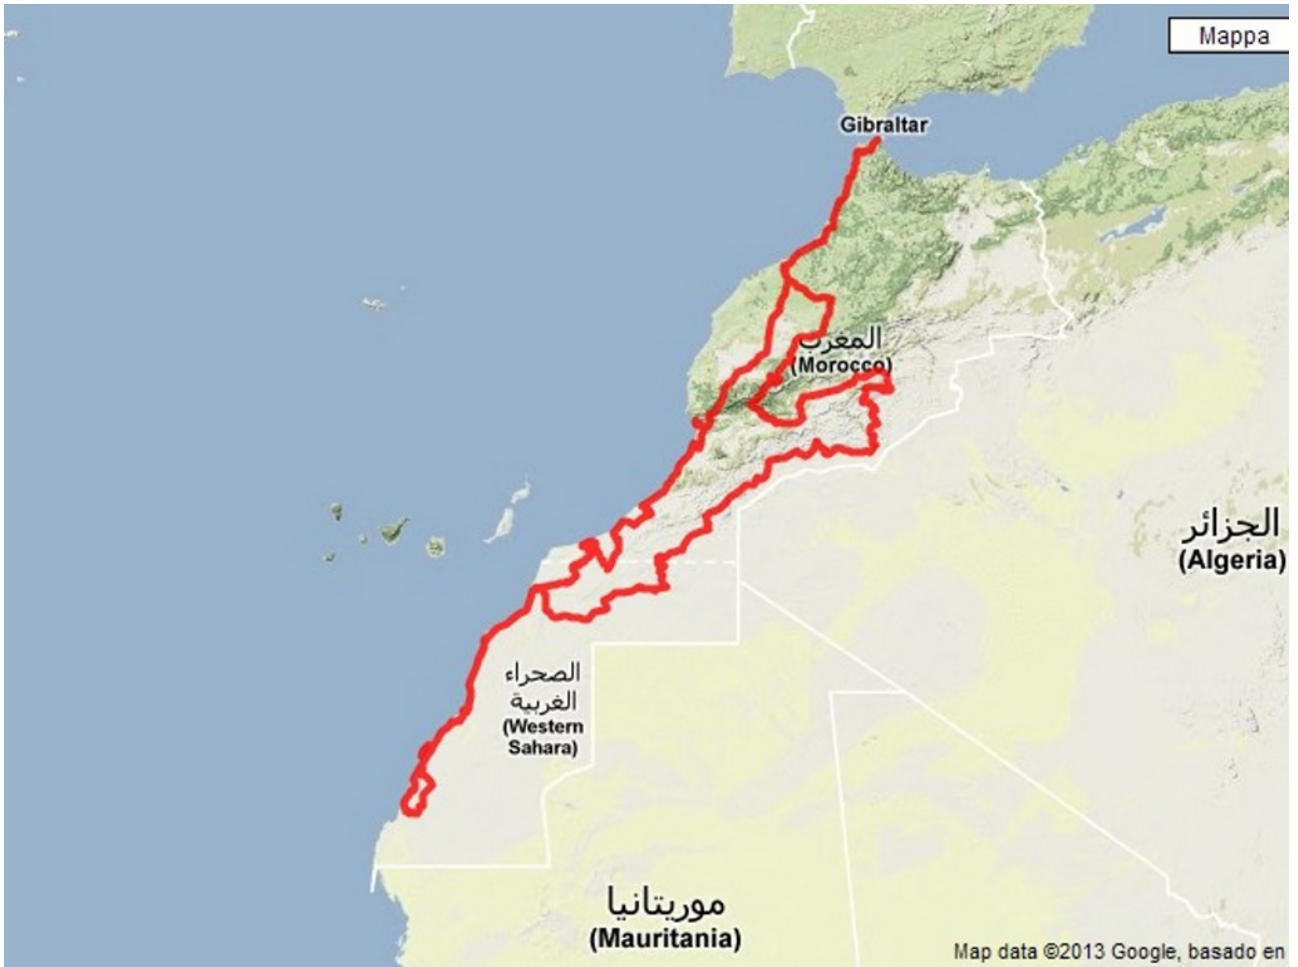 Mappa
Gibraltar
المغرب
(Morocco)
الجزائر
(Algeria)
الصحراء
الغربية
(Western
Sahara)
موريتانيا
(Mauritania)
Map data ©2013 Google, basado en